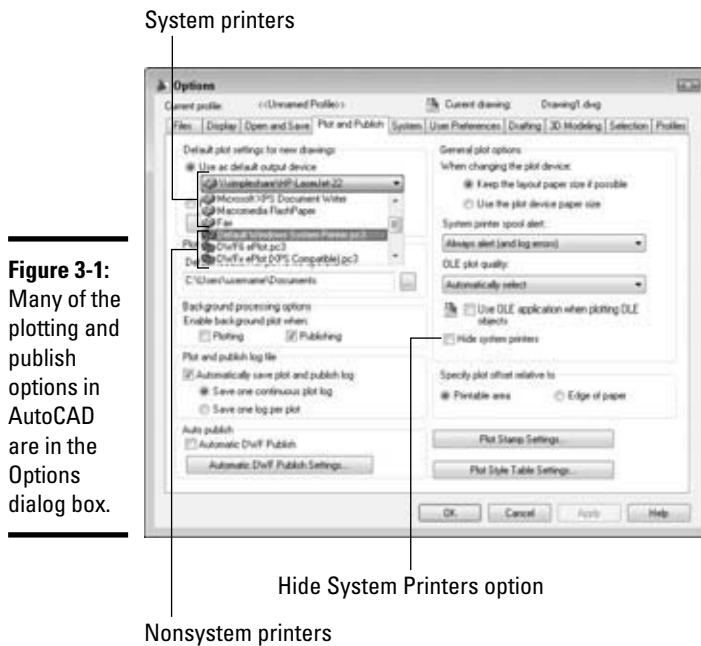 System printers
Options
Current profile: <<Unnamed Profile>> Current drawing: Drawing1.dwg
Files Display Open and Save Plot and Publish System User Preferences Drafting 3D Modeling Selection Profiles
Default plot settings for new drawings
Use as default output device
\\simpleshare\HP-LaserJet-22
Microsoft XPS Document Writer
Macromedia FlashPaper
Fax
Default Windows System Printer.pc3
DWF6 ePlot.pc3
DWFx ePlot (XPS Compatible).pc3
C:\Users\username\Documents
...
Background processing options
Enable background plot when:
Plotting Publishing
Plot and publish log file
Automatically save plot and publish log
Save one continuous plot log
Save one log per plot
Auto publish
Automatic DWF Publish
Automatic DWF Publish Settings...
General plot options
When changing the plot device:
Keep the layout paper size if possible
Use the plot device paper size
System printer spool alert:
Always alert (and log errors)
OLE plot quality:
Automatically select
Use OLE application when plotting OLE
objects
Hide system printers
Specify plot offset relative to
Printable area Edge of paper
Plot Stamp Settings...
Plot Style Table Settings...
OK Cancel Apply Help
Figure 3-1:
Many of the
plotting and
publish
options in
AutoCAD
are in the
Options
dialog box.
Hide System Printers option
Nonsystem printers